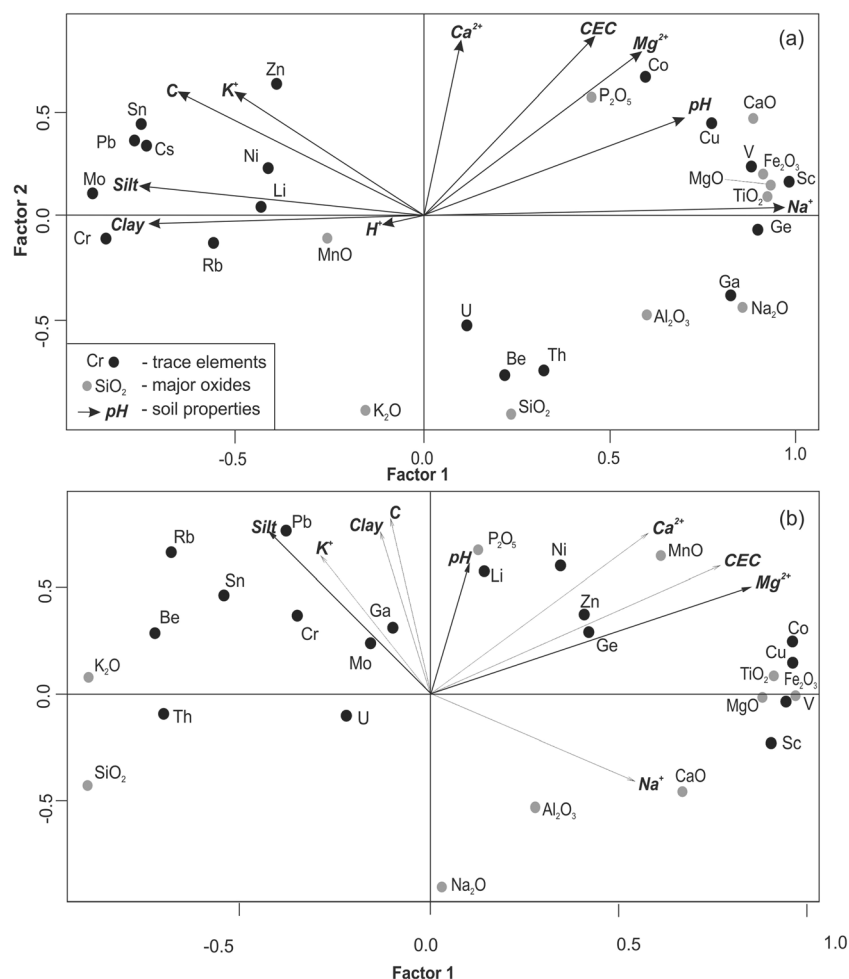 Ca²⁺ CEC Mg²⁺ (a)
Zn Co
C K⁺ P₂O₅
Sn pH CaO
0.5
Pb Cs Cu
Ni V Fe₂O₃
Mo Silt Li MgO Sc
TiO₂
0.0
Clay H⁺ Na⁺
Cr Rb MnO Ge
Factor 2
U Ga Na₂O
Al₂O₃
-0.5
Be Th
Cr - trace elements
SiO₂ - major oxides
pH - soil properties
K₂O SiO₂
-0.5 0.0 0.5 1.0
Factor 1
(b)
Rb Silt Pb Clay C Ca²⁺
K⁺ P₂O₅ Ni MnO
pH CEC
Sn Li Mg²⁺
0.5
Be Cr Ga Zn Co
Mo Ge Cu
K₂O TiO₂ Fe₂O₃
0.0
MgO V
Th U Sc
SiO₂ Na⁺ CaO
-0.5
Al₂O₃
Na₂O
-0.5 0.0 0.5 1.0
Factor 1